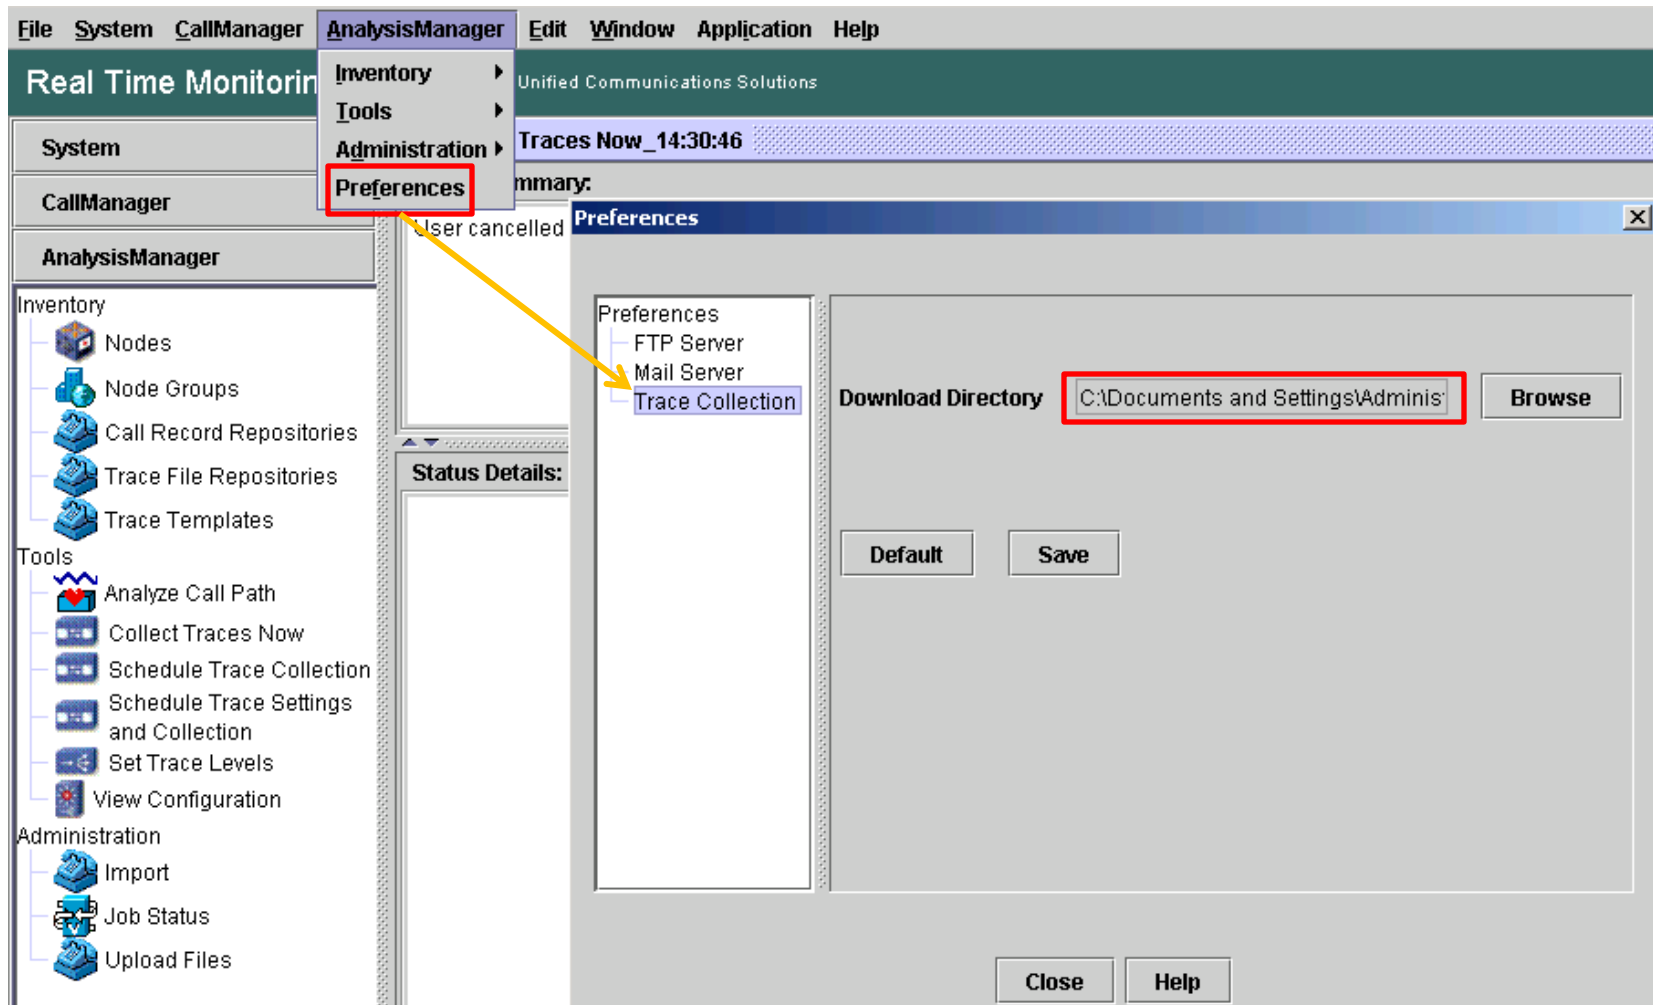 File System CallManager AnalysisManager Edit Window Application Help
Real Time Monitorin
Unified Communications Solutions
Inventory
Tools
Administration
Preferences
System
CallManager
AnalysisManager
Inventory
Nodes
Node Groups
Call Record Repositories
Trace File Repositories
Trace Templates
Tools
Analyze Call Path
Collect Traces Now
Schedule Trace Collection
Schedule Trace Settings
and Collection
Set Trace Levels
View Configuration
Administration
Import
Job Status
Upload Files
Traces Now_14:30:46
mmary:
User cancelled
Status Details:
Preferences
Preferences
FTP Server
Mail Server
Trace Collection
Download Directory C:\Documents and Settings\Adminis Browse
Default Save
Close Help